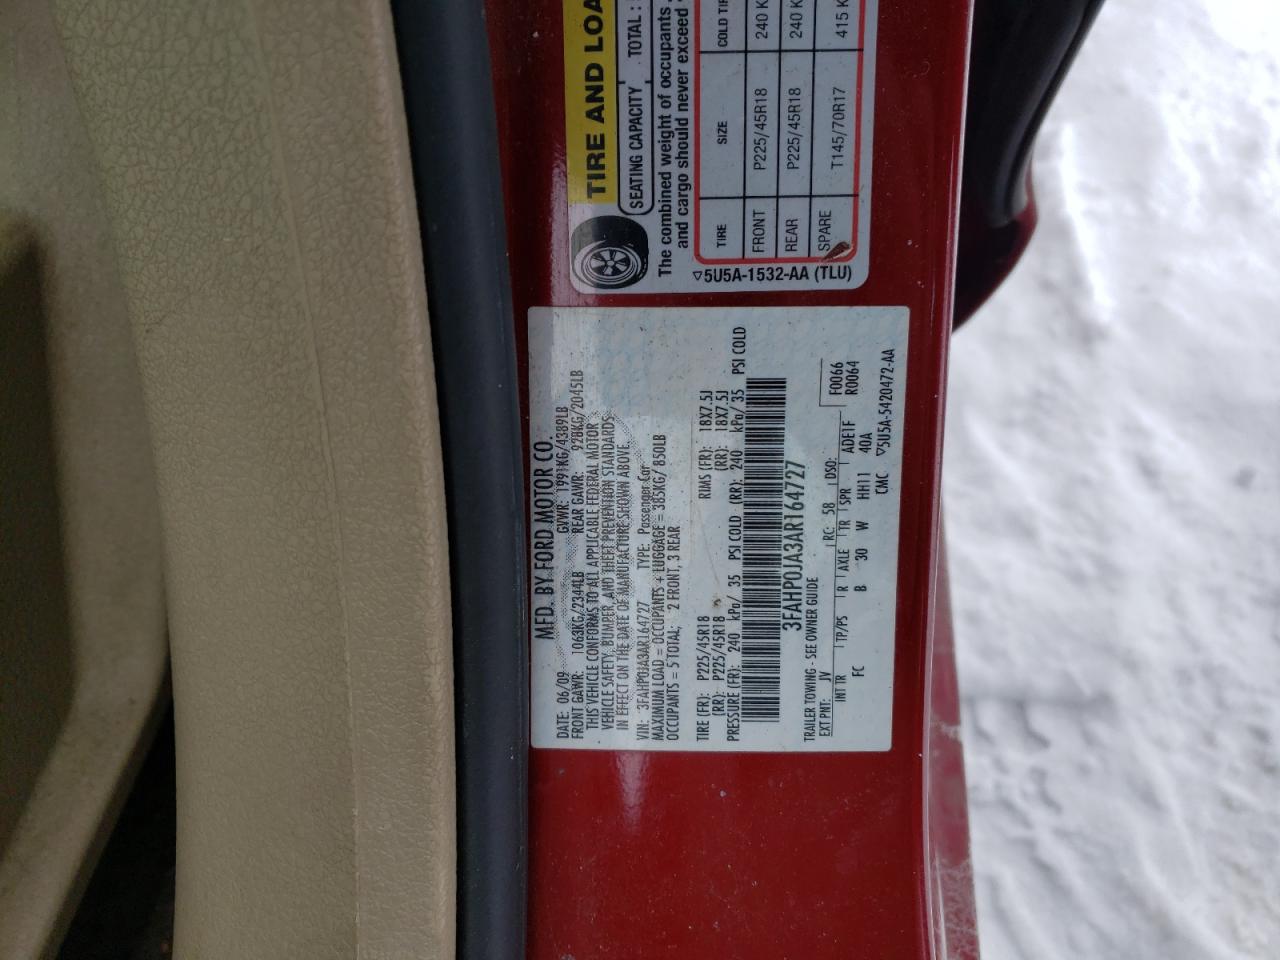 MFD. BY FORD MOTOR CO.
DATE: 06/09 GVWR: 1991KG/4389LB
FRONT GAWR: 1063KG/2344LB REAR GAWR: 928KG/2045LB
THIS VEHICLE CONFORMS TO ALL APPLICABLE FEDERAL MOTOR
VEHICLE SAFETY, BUMPER, AND THEFT PREVENTION STANDARDS
IN EFFECT ON THE DATE OF MANUFACTURE SHOWN ABOVE.
VIN: 3FAHP0JA3AR164727 TYPE: Passenger Car
MAXIMUM LOAD = OCCUPANTS + LUGGAGE = 385KG/ 850LB
OCCUPANTS = 5 TOTAL; 2 FRONT, 3 REAR
TIRE (FR): P225/45R18 RIMS (FR): 18X7.5J
(RR): P225/45R18 (RR): 18X7.5J
PRESSURE (FR): 240 kPa/ 35 PSI COLD (RR): 240 kPa/ 35 PSI COLD
3FAHP0JA3AR164727
TRAILER TOWING - SEE OWNER GUIDE
EXT PNT: JV RC: 58 DSO:
INT TR TP/PS R AXLE TR SPR ADE1F
FC B 30 W HH11 40A
F0066
R0064
CMC ▽5U5A-5420472-AA
TIRE AND LOA
SEATING CAPACITY TOTAL :
The combined weight of occupants
and cargo should never exceed
TIRE SIZE COLD TI
FRONT P225/45R18 240 K
REAR P225/45R18 240 K
SPARE T145/70R17 415 K
▽5U5A-1532-AA (TLU)